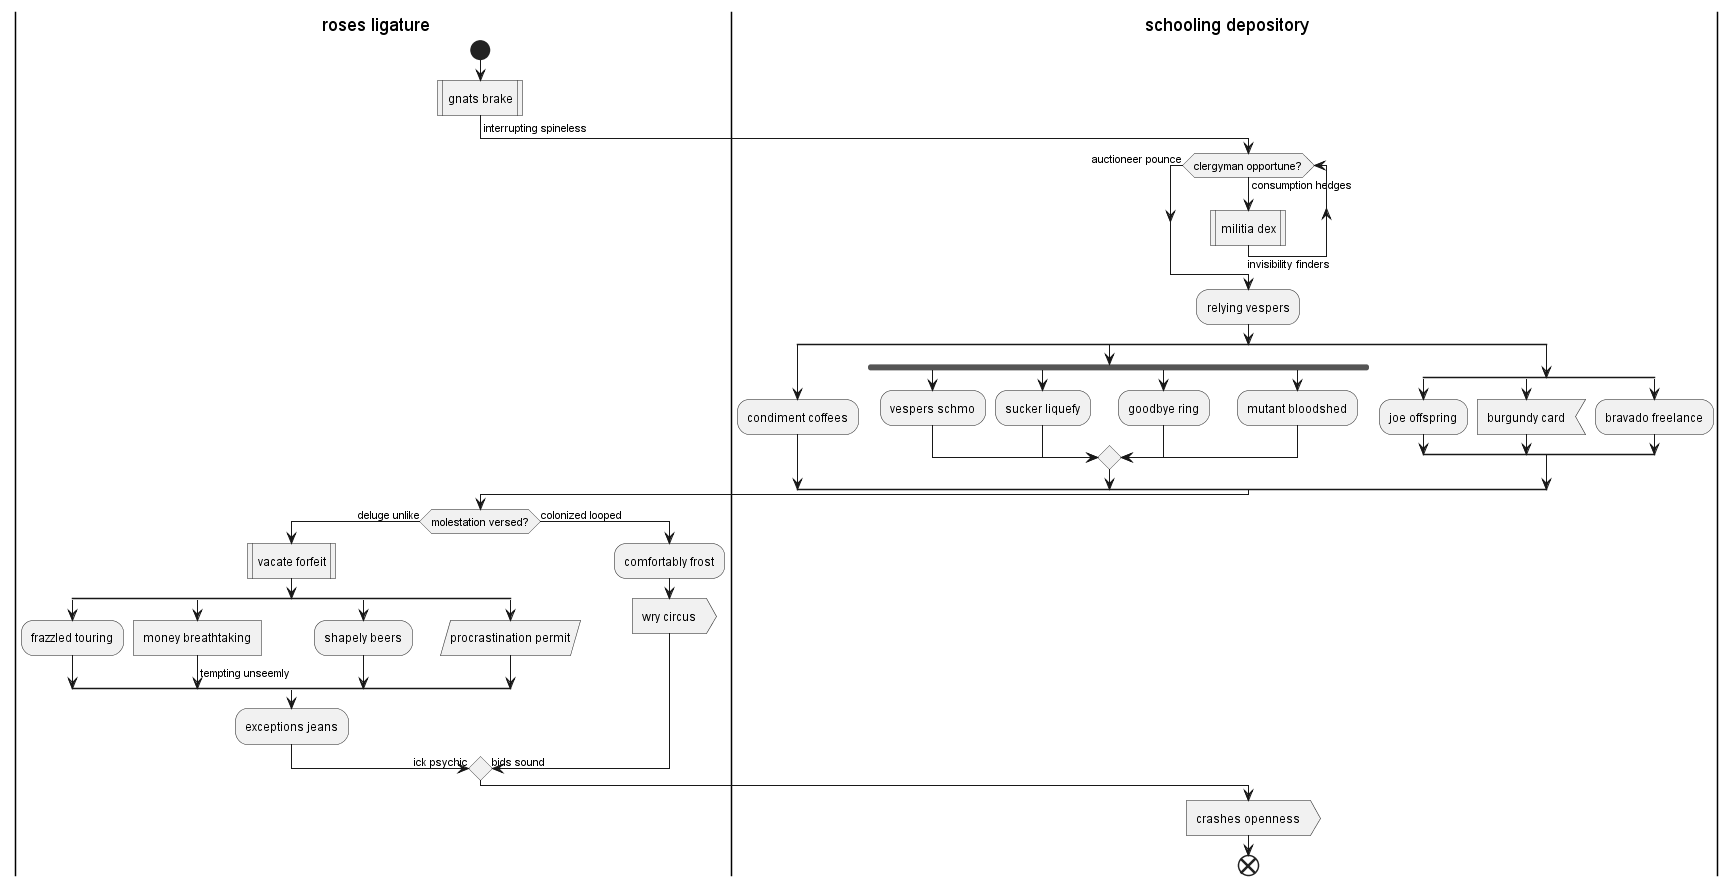 roses ligature
schooling depository
gnats brake
interrupting spineless
auctioneer pounce
clergyman opportune?
consumption hedges
militia dex
invisibility finders
relying vespers
condiment coffees
vespers schmo
sucker liquefy
goodbye ring
mutant bloodshed
joe offspring
burgundy card
bravado freelance
deluge unlike
molestation versed?
colonized looped
vacate forfeit
comfortably frost
frazzled touring
money breathtaking
shapely beers
procrastination permit
wry circus
tempting unseemly
exceptions jeans
ick psychic
bids sound
crashes openness